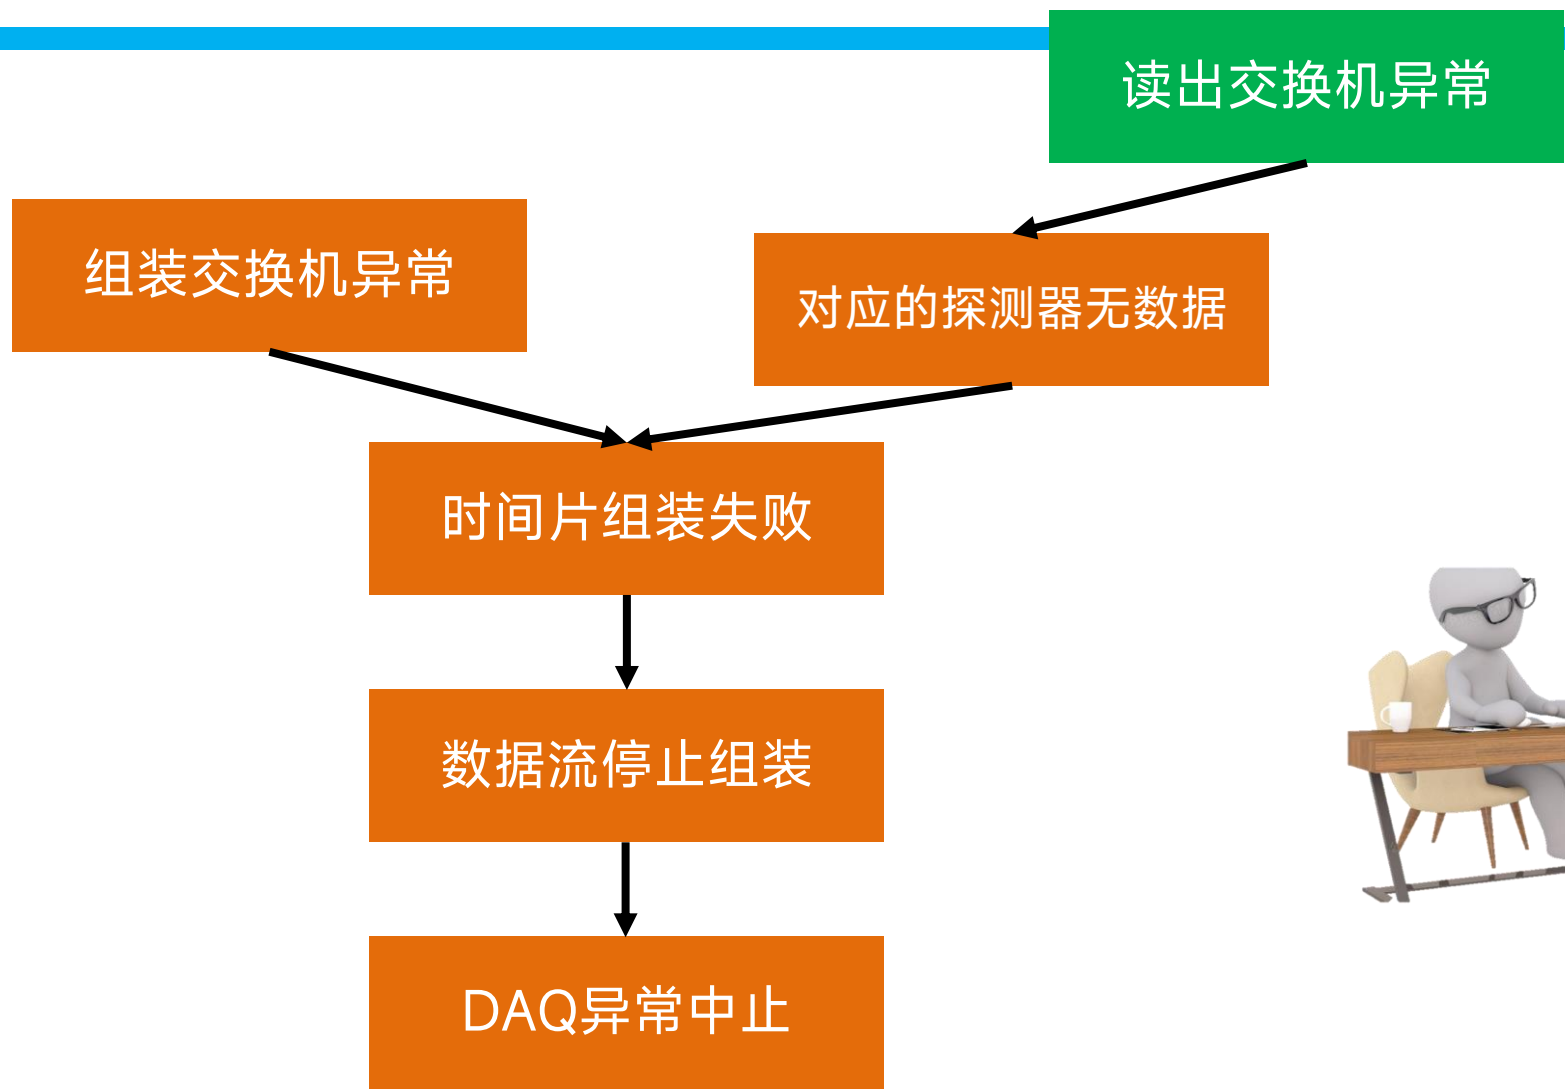 读出交换机异常
组装交换机异常
对应的探测器无数据
时间片组装失败
数据流停止组装
DAQ异常中止